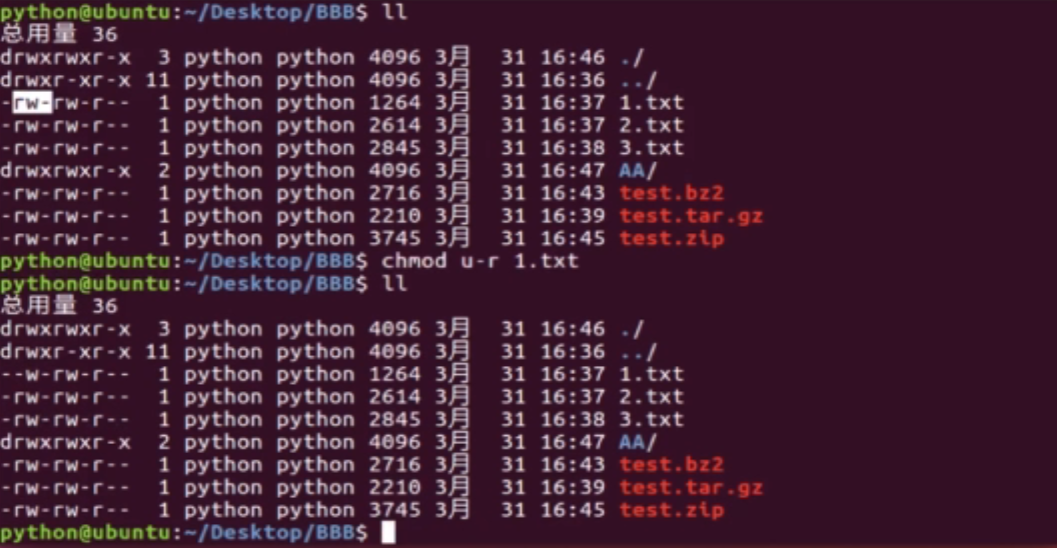 python@ubuntu:~/Desktop/BBB$ ll
总用量 36
drwxrwxr-x  3 python python 4096 3月  31 16:46 ./
drwxr-xr-x 11 python python 4096 3月  31 16:36 ../
-rw-rw-r--  1 python python 1264 3月  31 16:37 1.txt
-rw-rw-r--  1 python python 2614 3月  31 16:37 2.txt
-rw-rw-r--  1 python python 2845 3月  31 16:38 3.txt
drwxrwxr-x  2 python python 4096 3月  31 16:47 AA/
-rw-rw-r--  1 python python 2716 3月  31 16:43 test.bz2
-rw-rw-r--  1 python python 2210 3月  31 16:39 test.tar.gz
-rw-rw-r--  1 python python 3745 3月  31 16:45 test.zip
python@ubuntu:~/Desktop/BBB$ chmod u-r 1.txt
python@ubuntu:~/Desktop/BBB$ ll
总用量 36
drwxrwxr-x  3 python python 4096 3月  31 16:46 ./
drwxr-xr-x 11 python python 4096 3月  31 16:36 ../
--w-rw-r--  1 python python 1264 3月  31 16:37 1.txt
-rw-rw-r--  1 python python 2614 3月  31 16:37 2.txt
-rw-rw-r--  1 python python 2845 3月  31 16:38 3.txt
drwxrwxr-x  2 python python 4096 3月  31 16:47 AA/
-rw-rw-r--  1 python python 2716 3月  31 16:43 test.bz2
-rw-rw-r--  1 python python 2210 3月  31 16:39 test.tar.gz
-rw-rw-r--  1 python python 3745 3月  31 16:45 test.zip
python@ubuntu:~/Desktop/BBB$